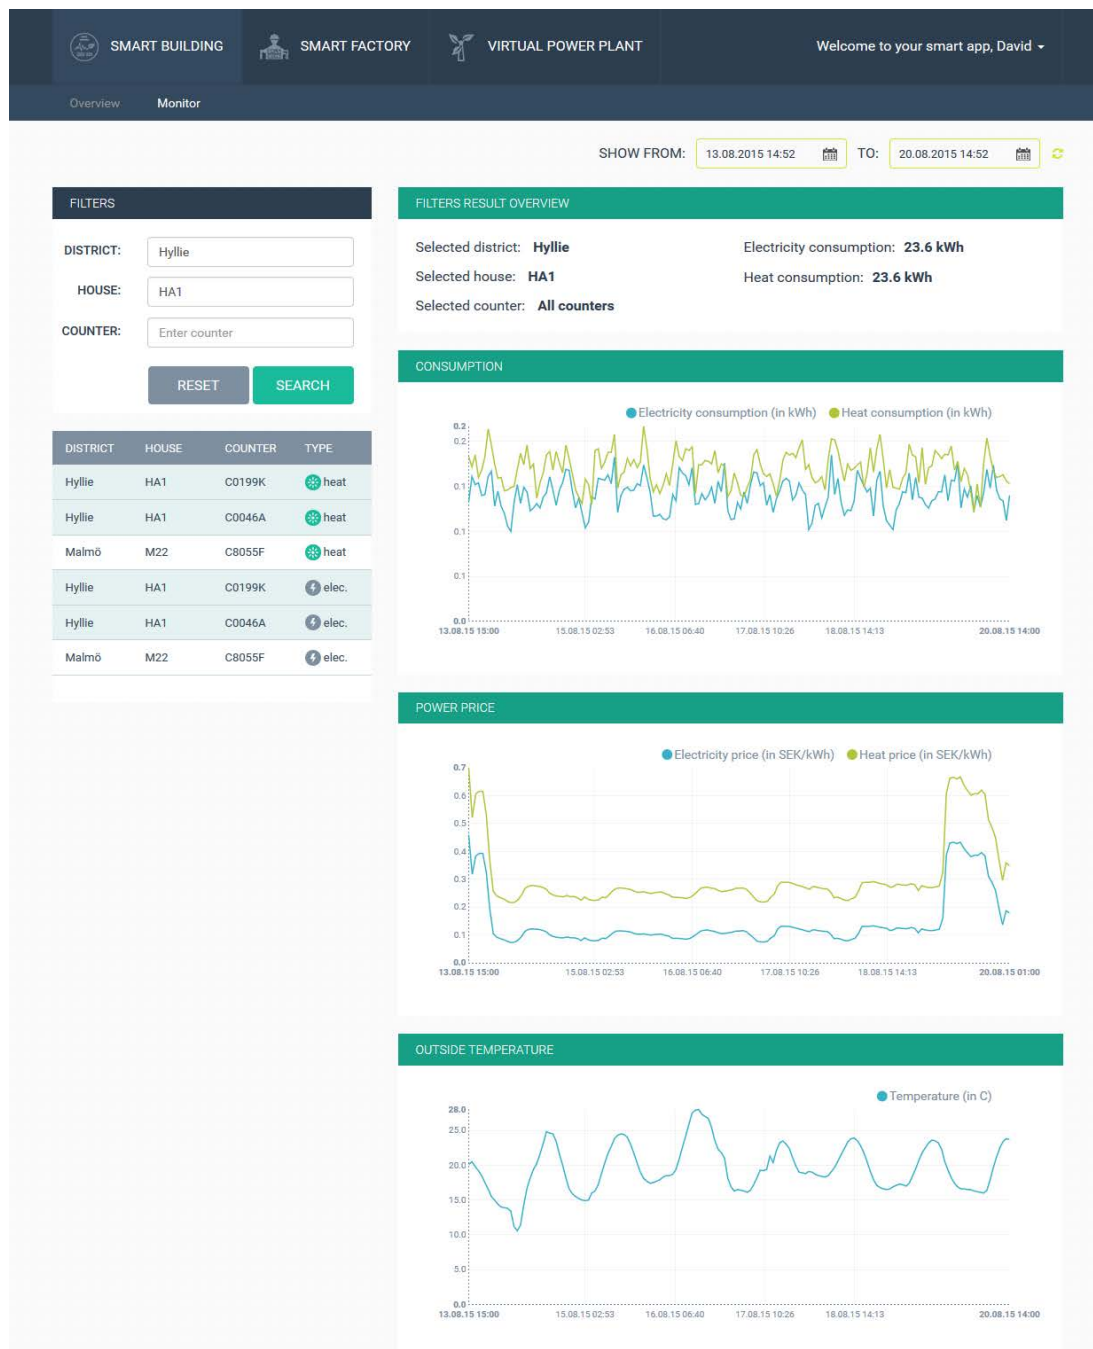 SMART BUILDING SMART FACTORY VIRTUAL POWER PLANT Welcome to your smart app, David
Overview Monitor
SHOW FROM: 13.08.2015 14:52 TO: 20.08.2015 14:52
FILTERS
DISTRICT: Hyllie
HOUSE: HA1
COUNTER: Enter counter
RESET SEARCH
DISTRICT HOUSE COUNTER TYPE
Hyllie HA1 C0199K heat
Hyllie HA1 C0046A heat
Malmö M22 C8055F heat
Hyllie HA1 C0199K elec.
Hyllie HA1 C0046A elec.
Malmö M22 C8055F elec.
FILTERS RESULT OVERVIEW
Selected district: Hyllie Electricity consumption: 23.6 kWh
Selected house: HA1 Heat consumption: 23.6 kWh
Selected counter: All counters
CONSUMPTION
Electricity consumption (in kWh) Heat consumption (in kWh)
0.2
0.2
0.1
0.1
0.1
0.0
13.08.15 15:00 15.08.15 02:53 16.08.15 06:40 17.08.15 10:26 18.08.15 14:13 20.08.15 14:00
POWER PRICE
Electricity price (in SEK/kWh) Heat price (in SEK/kWh)
0.7
0.6
0.5
0.4
0.3
0.2
0.1
0.0
13.08.15 15:00 15.08.15 02:53 16.08.15 06:40 17.08.15 10:26 18.08.15 14:13 20.08.15 01:00
OUTSIDE TEMPERATURE
Temperature (in C)
28.0
25.0
20.0
15.0
10.0
5.0
0.0
13.08.15 15:00 15.08.15 02:53 16.08.15 06:40 17.08.15 10:26 18.08.15 14:13 20.08.15 14:00